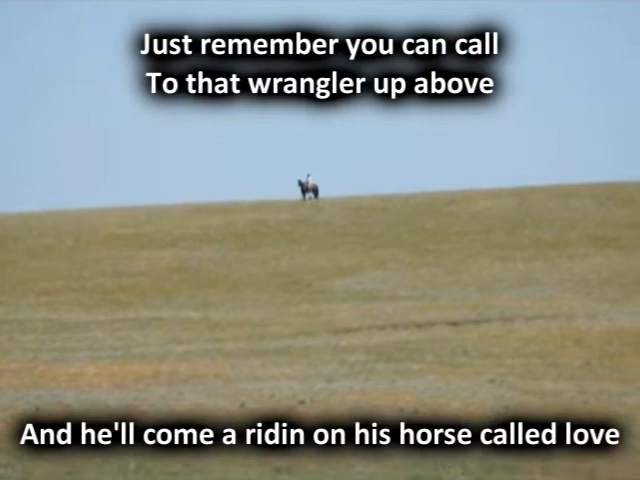 Just remember you can call
To that wrangler up above
And he'll come a ridin on his horse called love